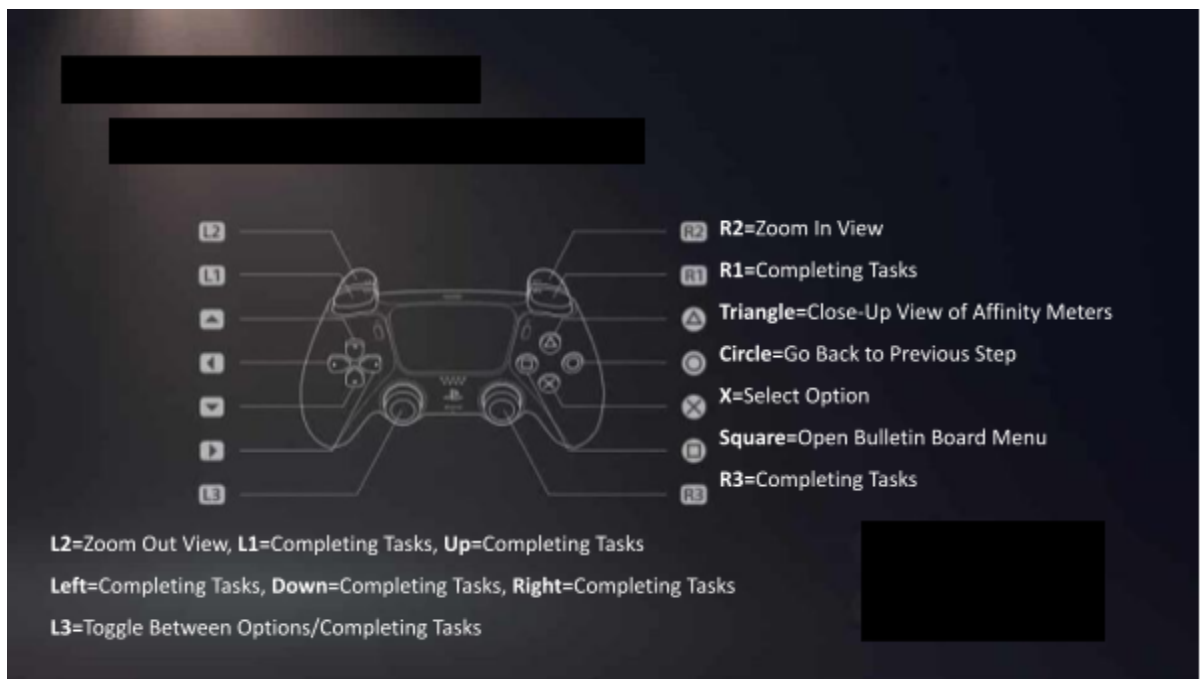 L2
L1
L3
R2
R1
R3
R2=Zoom In View
R1=Completing Tasks
Triangle=Close-Up View of Affinity Meters
Circle=Go Back to Previous Step
X=Select Option
Square=Open Bulletin Board Menu
R3=Completing Tasks
L2=Zoom Out View, L1=Completing Tasks, Up=Completing Tasks
Left=Completing Tasks, Down=Completing Tasks, Right=Completing Tasks
L3=Toggle Between Options/Completing Tasks